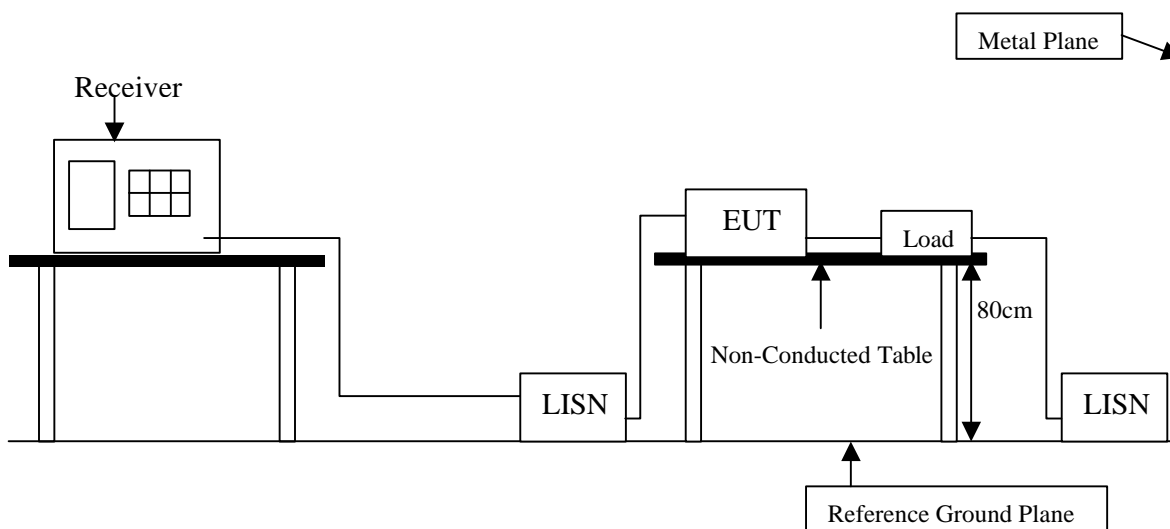 Metal Plane
Receiver
EUT
Load
80cm
Non-Conducted Table
LISN
LISN
Reference Ground Plane